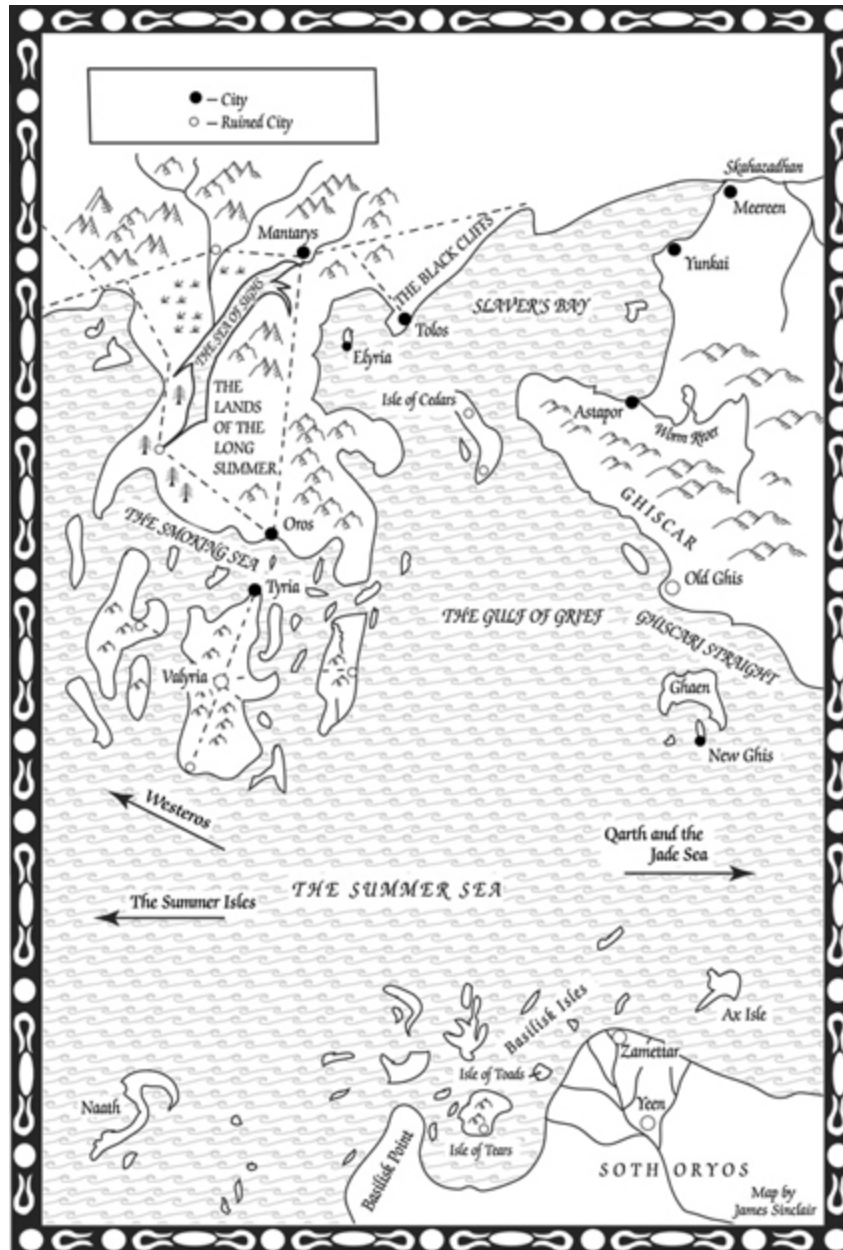 – City
– Ruined City
Skahazadhan
Meereen
Mantarys
Yunkai
THE BLACK CLIFFS
THE SEA OF SIGHS
SLAVER'S BAY
Tolos
Elyria
THE
LANDS
OF THE
LONG
SUMMER
Isle of Cedars
Astapor
Worm River
GHISCAR
THE SMOKING SEA
Oros
Tyria
Old Ghis
THE GULF OF GRIEF
GHISCARI STRAIGHT
Valyria
Ghaen
New Ghis
Westeros
Qarth and the
Jade Sea
THE SUMMER SEA
The Summer Isles
Basilisk Isles
Ax Isle
Zamettar
Isle of Toads
Naath
Yeen
Isle of Tears
Basilisk Point
SOTHORYOS
Map by
James Sinclair